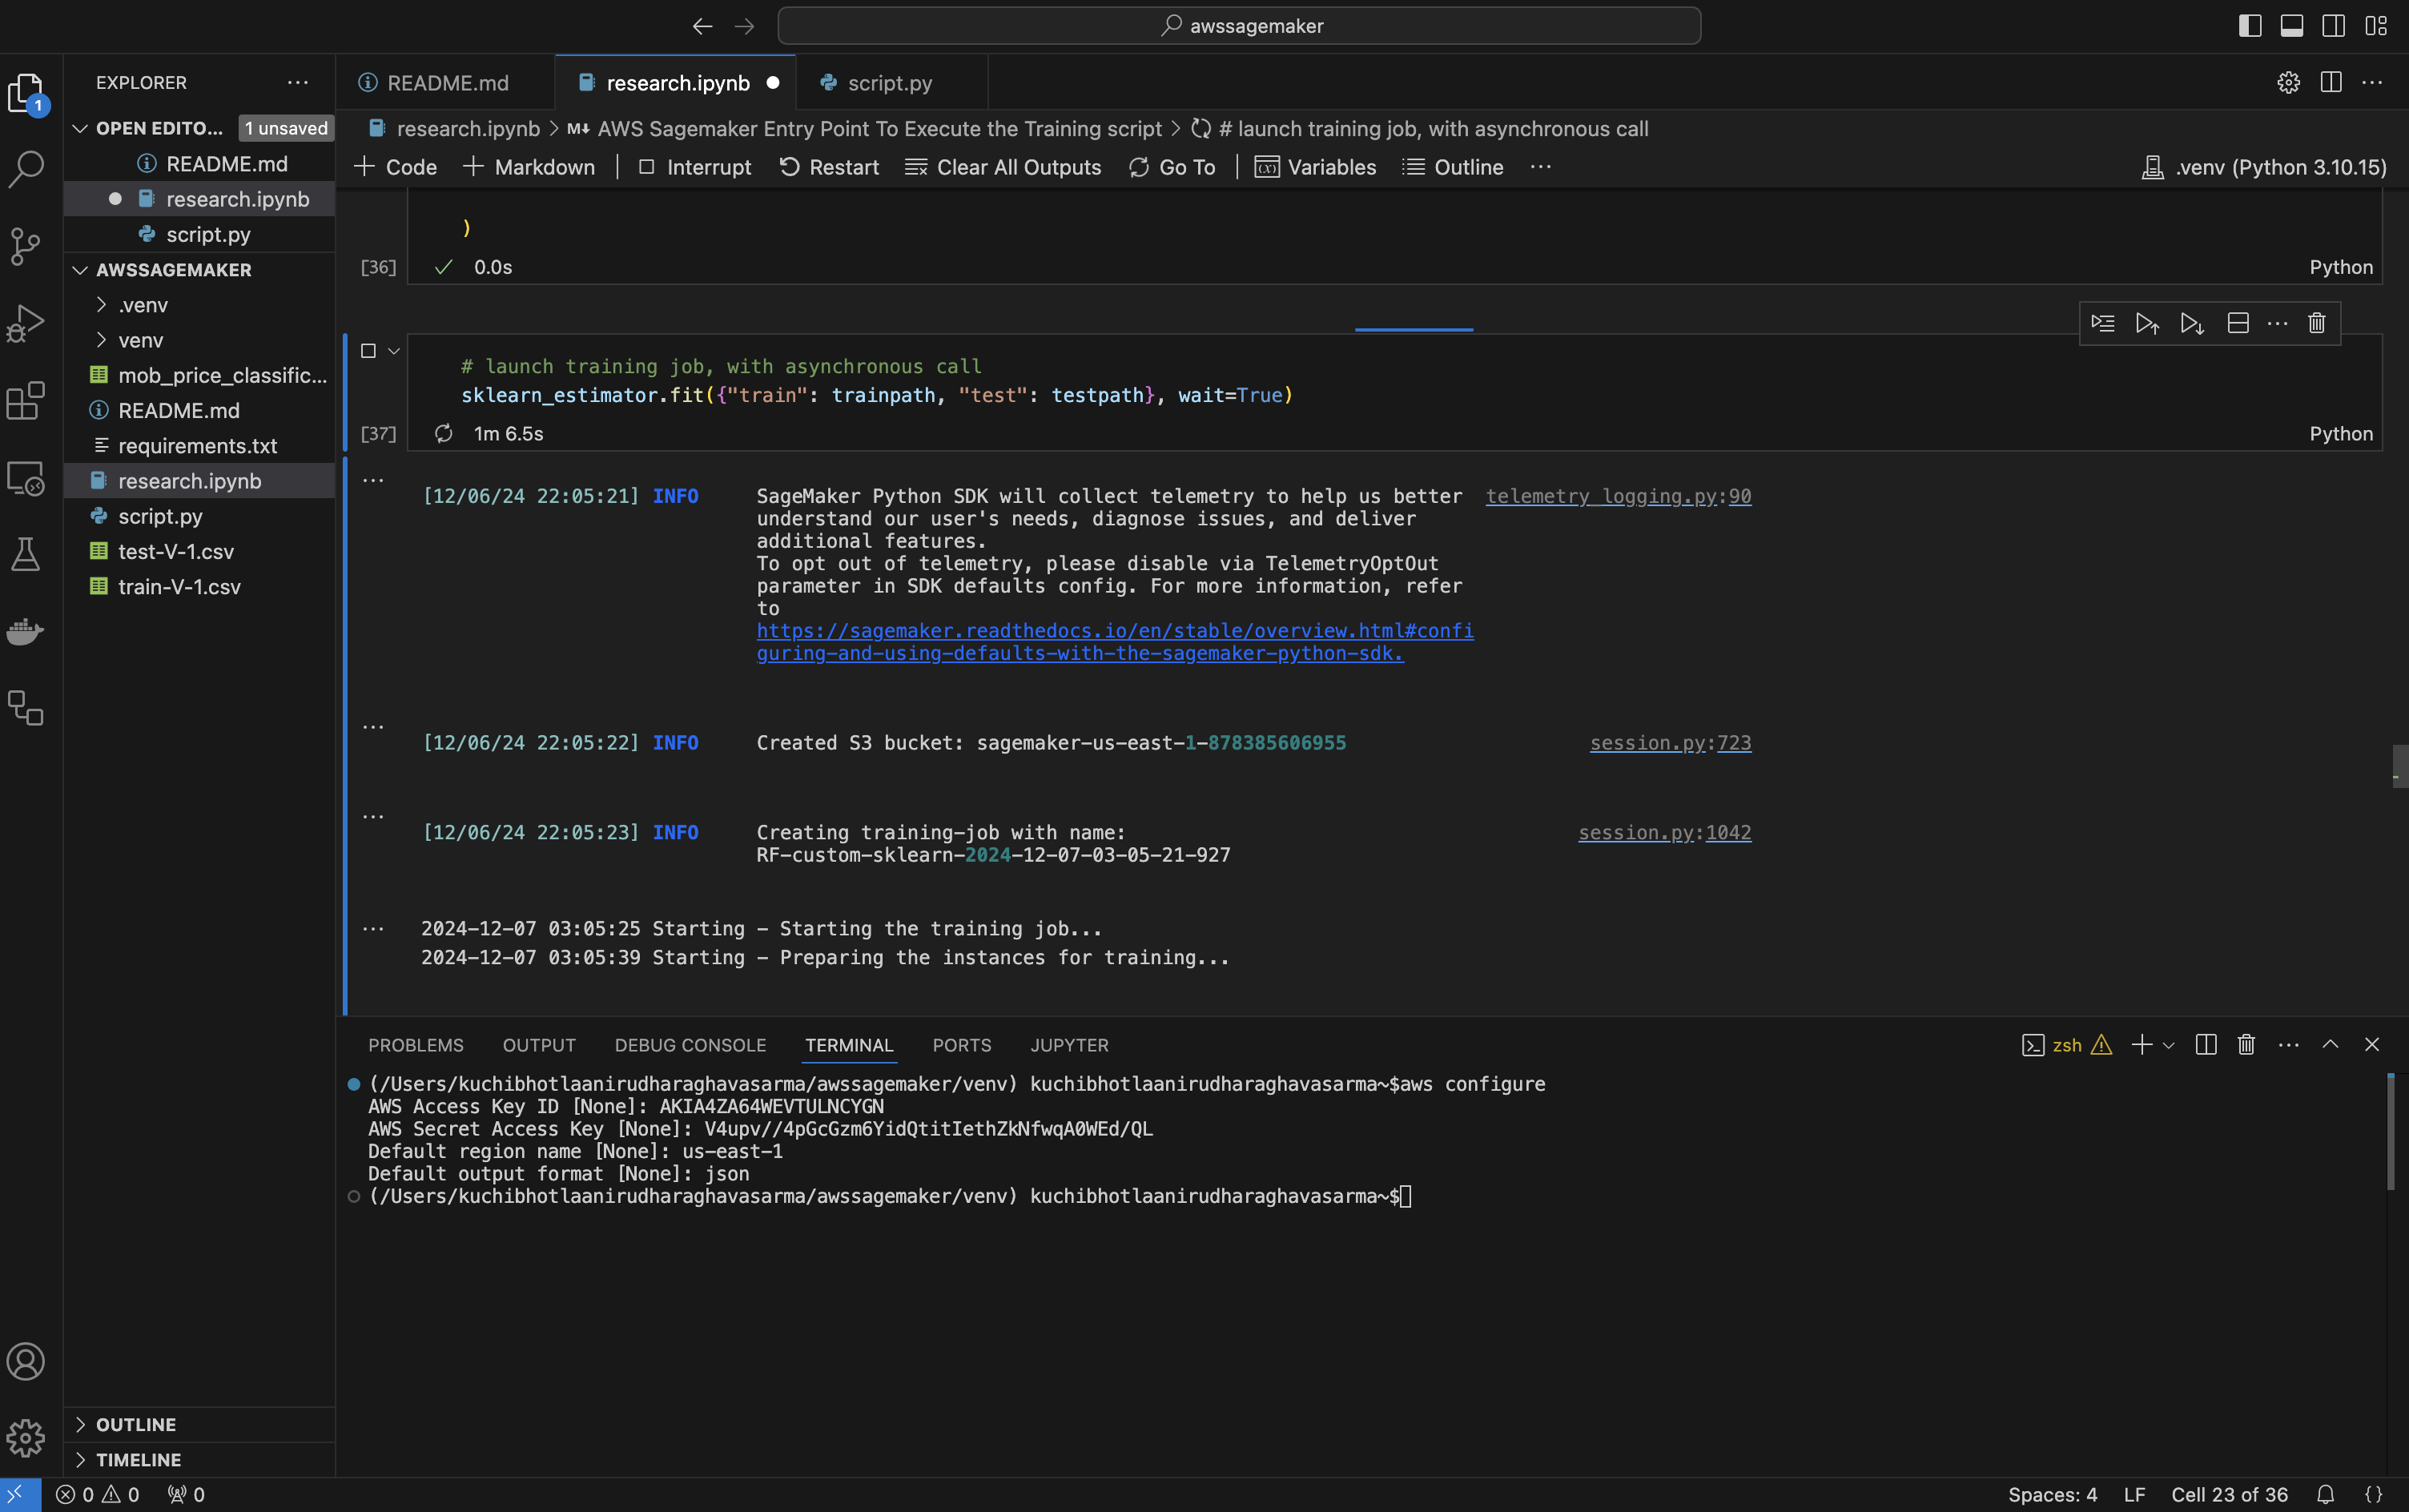 awssagemaker
EXPLORER
1
OPEN EDITO... 1 unsaved
README.md
research.ipynb
script.py
AWSSAGEMAKER
.venv
venv
mob_price_classific...
README.md
requirements.txt
research.ipynb
script.py
test-V-1.csv
train-V-1.csv
OUTLINE
TIMELINE
README.md research.ipynb script.py
research.ipynb > M↓ AWS Sagemaker Entry Point To Execute the Training script > # launch training job, with asynchronous call
+ Code + Markdown Interrupt Restart Clear All Outputs Go To (x) Variables Outline ... .venv (Python 3.10.15)
)
[36] 0.0s Python
# launch training job, with asynchronous call
sklearn_estimator.fit({"train": trainpath, "test": testpath}, wait=True)
[37] 1m 6.5s Python
[12/06/24 22:05:21] INFO SageMaker Python SDK will collect telemetry to help us better telemetry_logging.py:90
understand our user's needs, diagnose issues, and deliver
additional features.
To opt out of telemetry, please disable via TelemetryOptOut
parameter in SDK defaults config. For more information, refer
to
https://sagemaker.readthedocs.io/en/stable/overview.html#confi
guring-and-using-defaults-with-the-sagemaker-python-sdk.
[12/06/24 22:05:22] INFO Created S3 bucket: sagemaker-us-east-1-878385606955 session.py:723
[12/06/24 22:05:23] INFO Creating training-job with name: session.py:1042
RF-custom-sklearn-2024-12-07-03-05-21-927
2024-12-07 03:05:25 Starting - Starting the training job...
2024-12-07 03:05:39 Starting - Preparing the instances for training...
PROBLEMS OUTPUT DEBUG CONSOLE TERMINAL PORTS JUPYTER
zsh
(/Users/kuchibhotlaanirudharaghavasarma/awssagemaker/venv) kuchibhotlaanirudharaghavasarma~$aws configure
AWS Access Key ID [None]:
AWS Secret Access Key [None]:
Default region name [None]: us-east-1
Default output format [None]: json
(/Users/kuchibhotlaanirudharaghavasarma/awssagemaker/venv) kuchibhotlaanirudharaghavasarma~$
0 0 0
Spaces: 4 LF Cell 23 of 36 {}